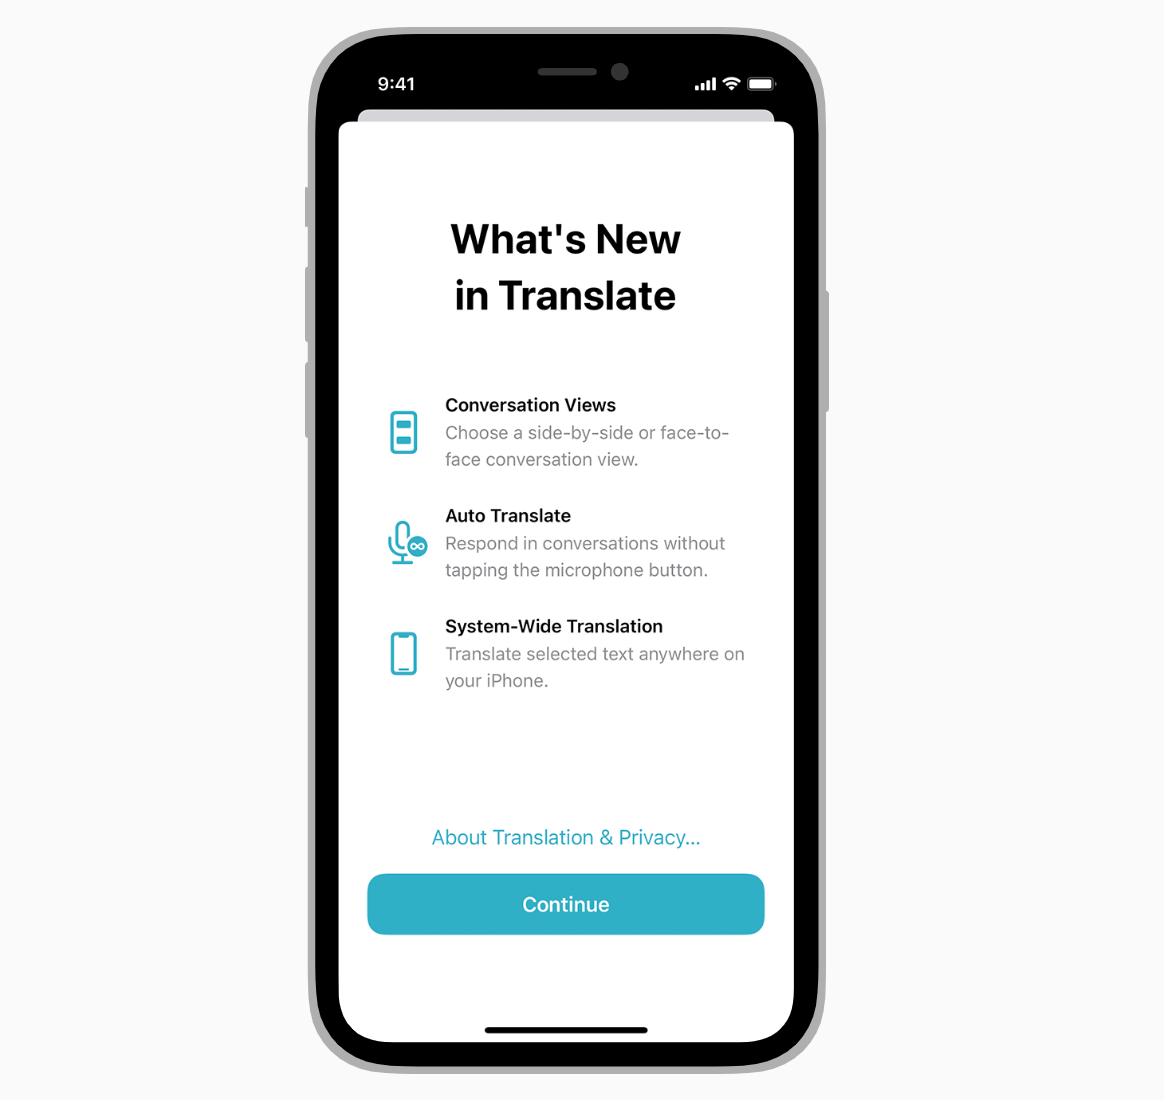 9:41
What's New
in Translate
Conversation Views
Choose a side-by-side or face-to-
face conversation view.
Auto Translate
Respond in conversations without
tapping the microphone button.
System-Wide Translation
Translate selected text anywhere on
your iPhone.
About Translation & Privacy...
Continue